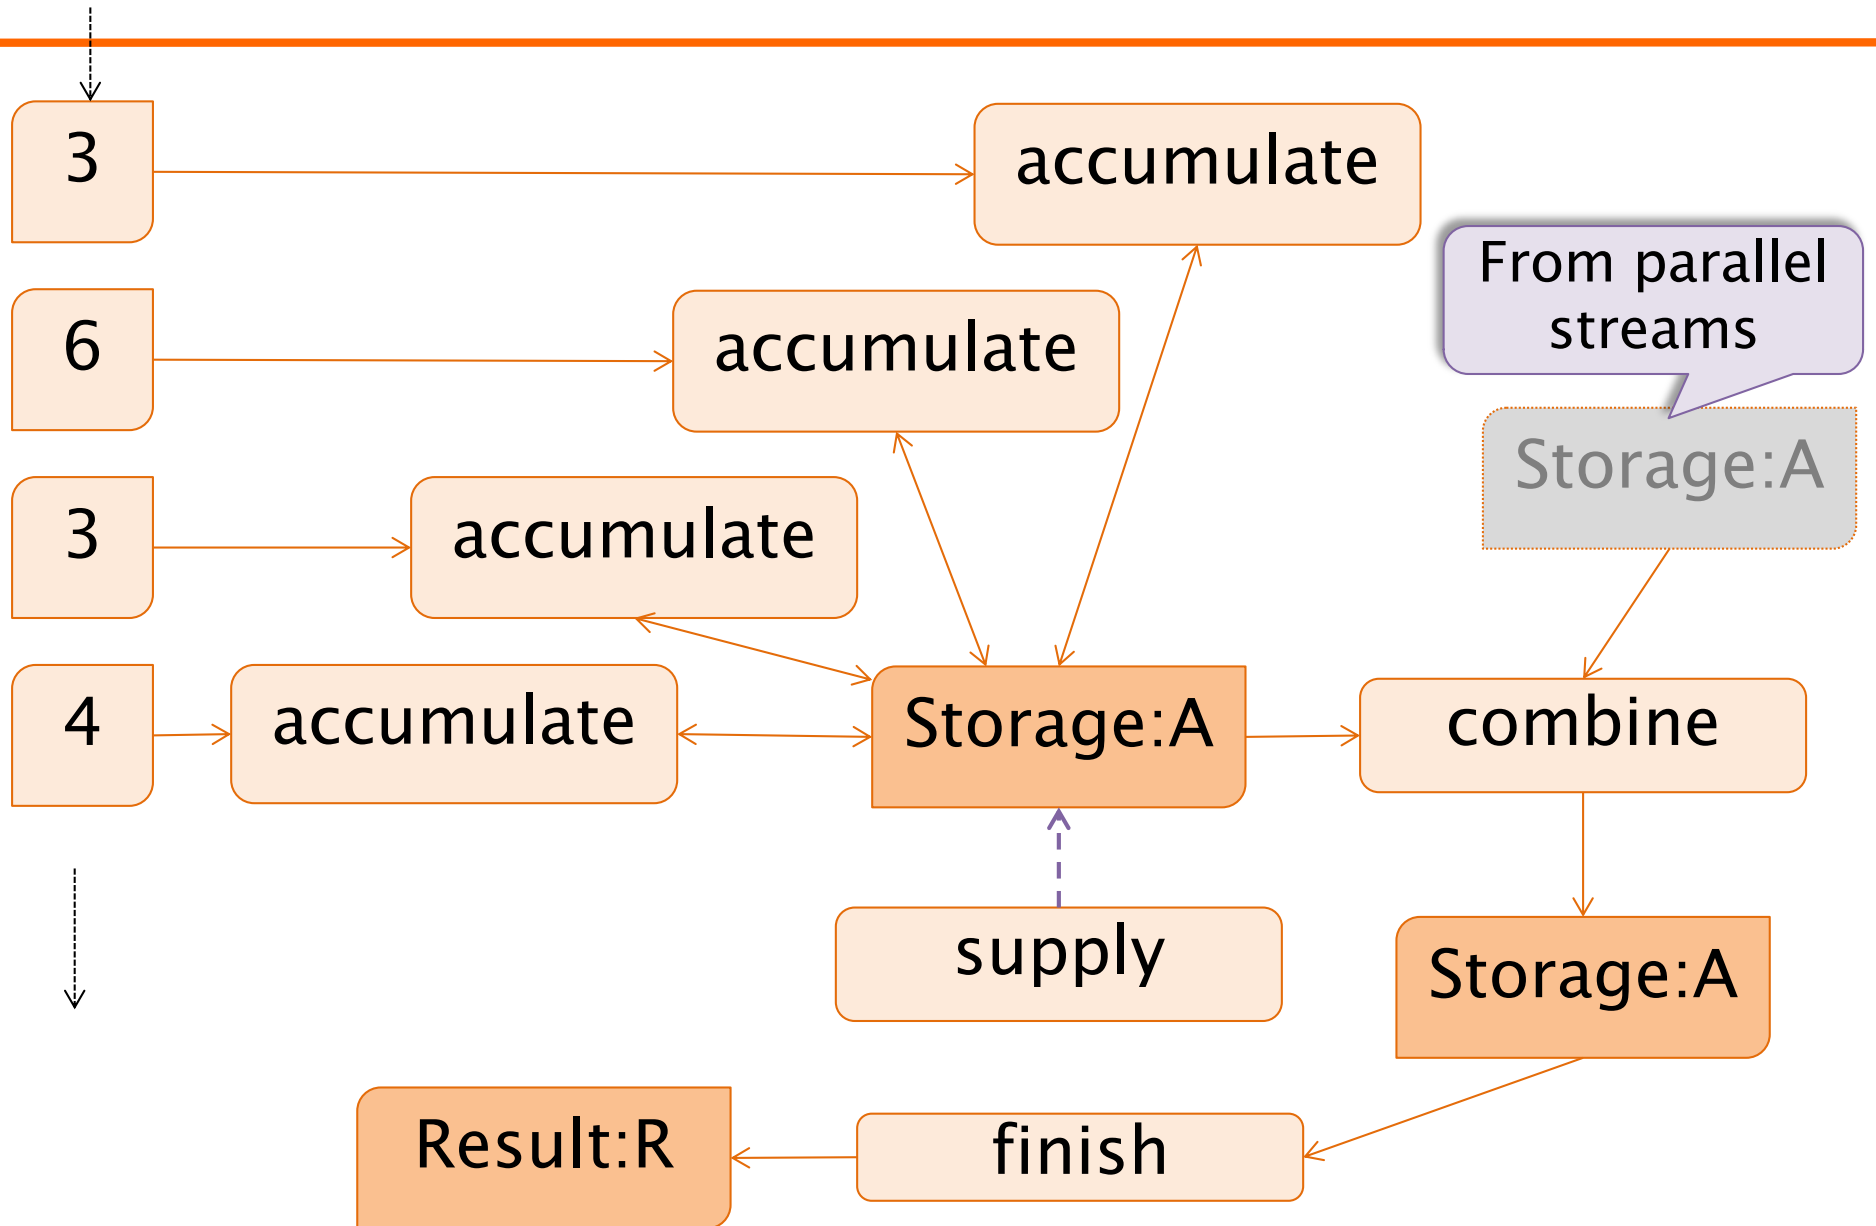 3
accumulate
From parallel
streams
6
accumulate
Storage:A
3
accumulate
4
accumulate
Storage:A
combine
supply
Storage:A
Result:R
finish